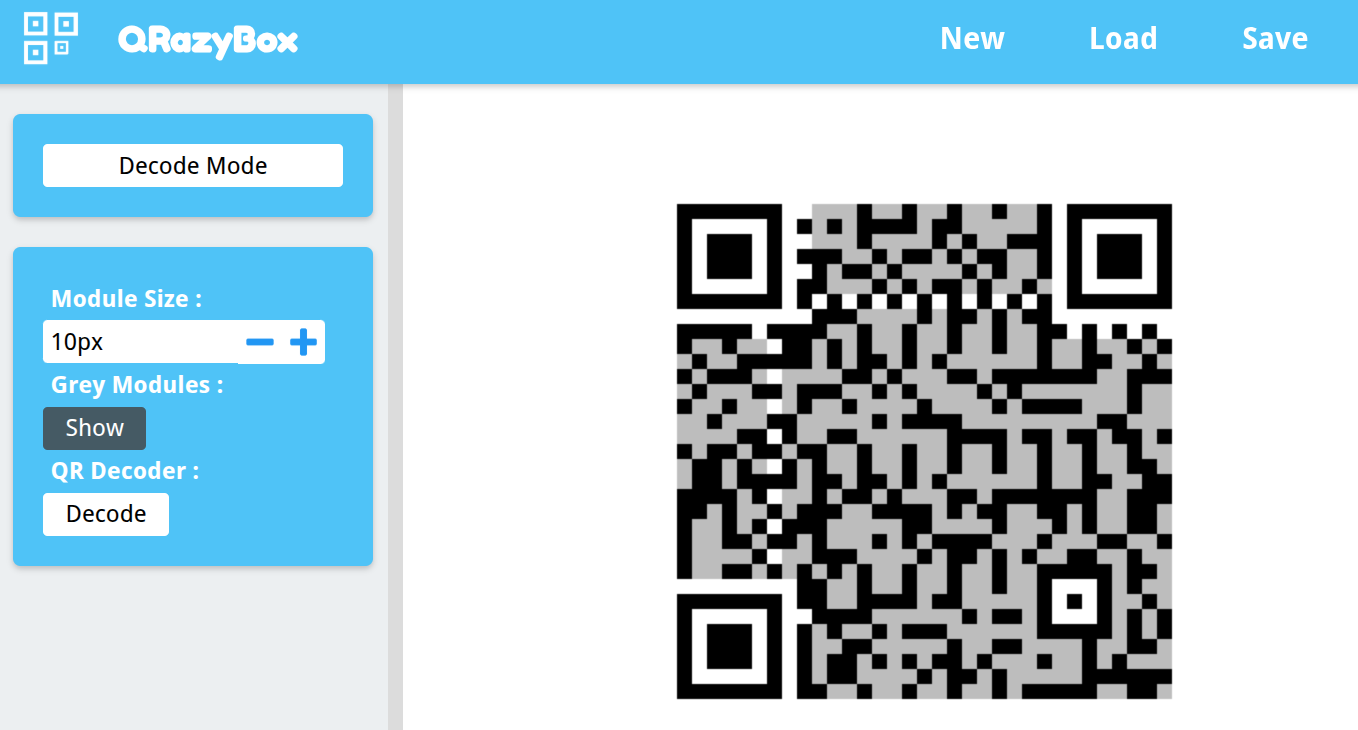 QRazyBox
New
Load
Save
Decode Mode
Module Size :
10px
Grey Modules :
Show
QR Decoder :
Decode